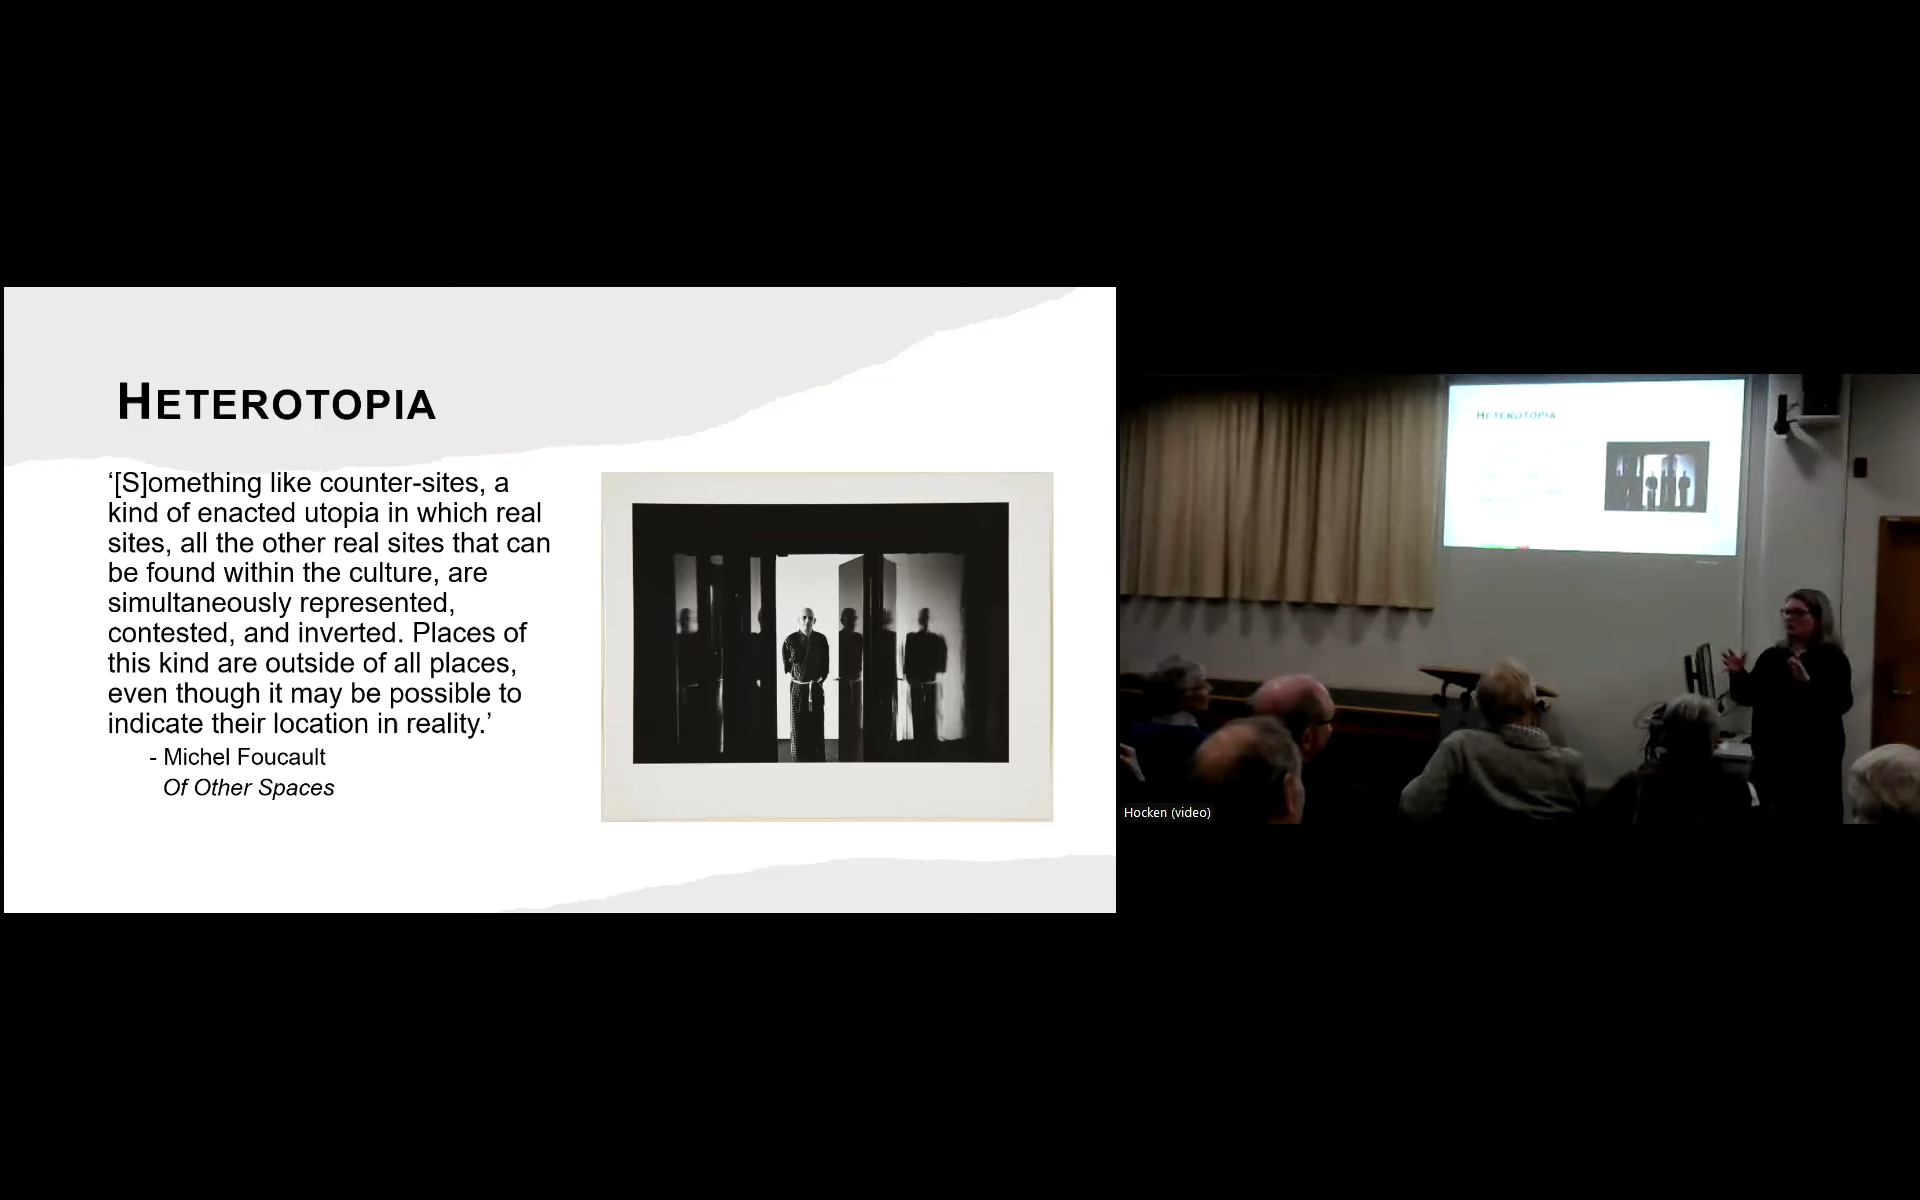 HETEROTOPIA
‘[S]omething like counter-sites, a
kind of enacted utopia in which real
sites, all the other real sites that can
be found within the culture, are
simultaneously represented,
contested, and inverted. Places of
this kind are outside of all places,
even though it may be possible to
indicate their location in reality.’
- Michel Foucault
Of Other Spaces
HETEROTOPIA
Hocken (video)